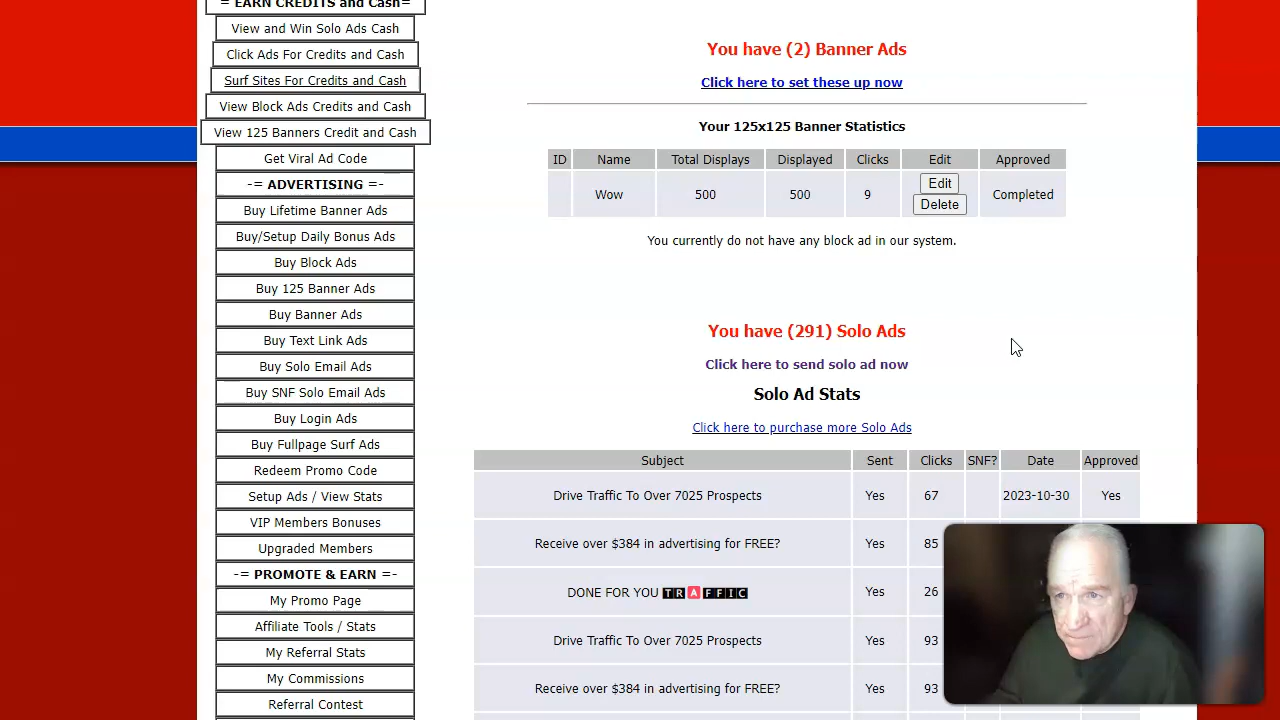 = EARN CREDITS and Cash=
View and Win Solo Ads Cash
Click Ads For Credits and Cash
Surf Sites For Credits and Cash
View Block Ads Credits and Cash
View 125 Banners Credit and Cash
Get Viral Ad Code
-= ADVERTISING =-
Buy Lifetime Banner Ads
Buy/Setup Daily Bonus Ads
Buy Block Ads
Buy 125 Banner Ads
Buy Banner Ads
Buy Text Link Ads
Buy Solo Email Ads
Buy SNF Solo Email Ads
Buy Login Ads
Buy Fullpage Surf Ads
Redeem Promo Code
Setup Ads / View Stats
VIP Members Bonuses
Upgraded Members
-= PROMOTE & EARN =-
My Promo Page
Affiliate Tools / Stats
My Referral Stats
My Commissions
Referral Contest
You have (2) Banner Ads
Click here to set these up now
Your 125x125 Banner Statistics
ID Name Total Displays Displayed Clicks Edit Approved
Wow 500 500 9 Edit Delete Completed
You currently do not have any block ad in our system.
You have (291) Solo Ads
Click here to send solo ad now
Solo Ad Stats
Click here to purchase more Solo Ads
Subject Sent Clicks SNF? Date Approved
Drive Traffic To Over 7025 Prospects Yes 67 2023-10-30 Yes
Receive over $384 in advertising for FREE? Yes 85
DONE FOR YOU 🆃🆁🅰🅵🅵🅸🅲 Yes 26
Drive Traffic To Over 7025 Prospects Yes 93
Receive over $384 in advertising for FREE? Yes 93